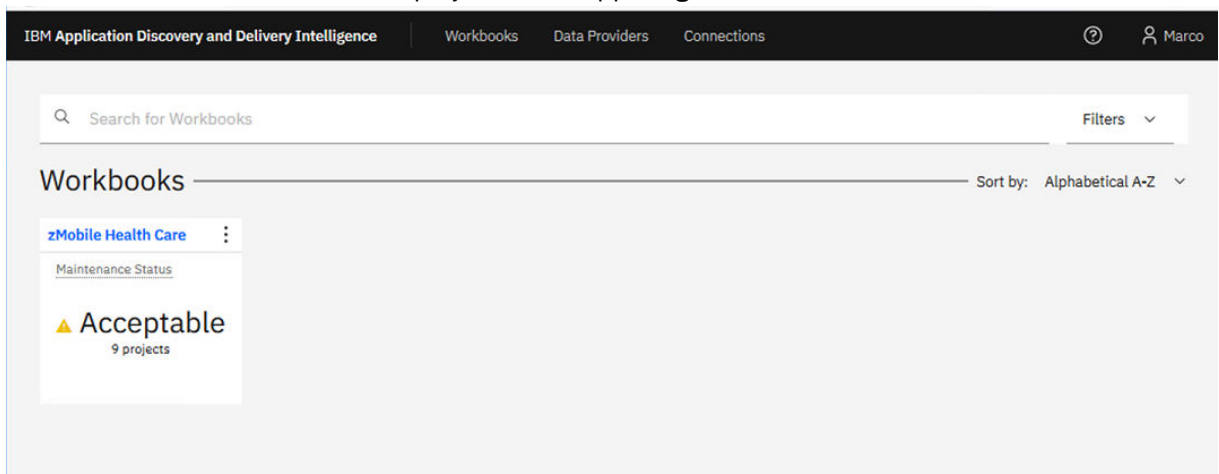 IBM Application Discovery and Delivery Intelligence Workbooks Data Providers Connections Marco
Search for Workbooks Filters
Workbooks Sort by: Alphabetical A-Z
zMobile Health Care
Maintenance Status
Acceptable
9 projects